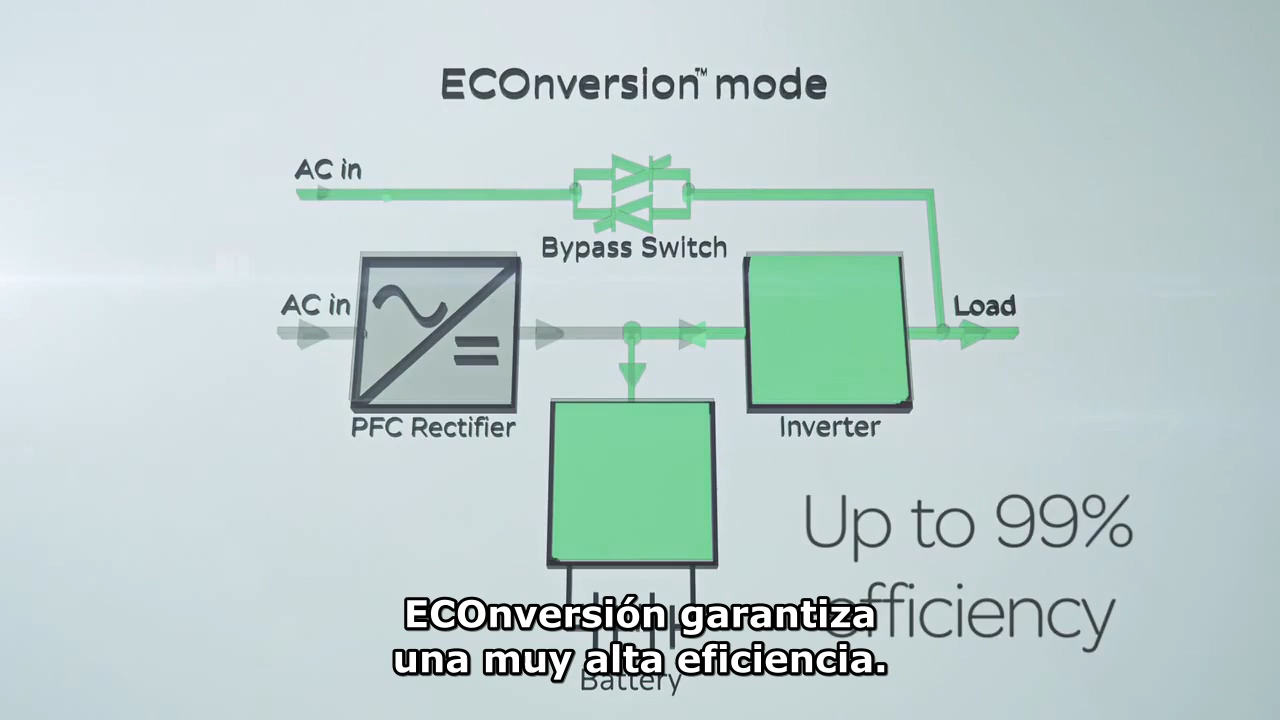 ECOnversion™ mode
AC in
Bypass Switch
AC in
Load
PFC Rectifier
Inverter
Up to 99%
efficiency
ECOnversión garantiza
una muy alta eficiencia.
Battery